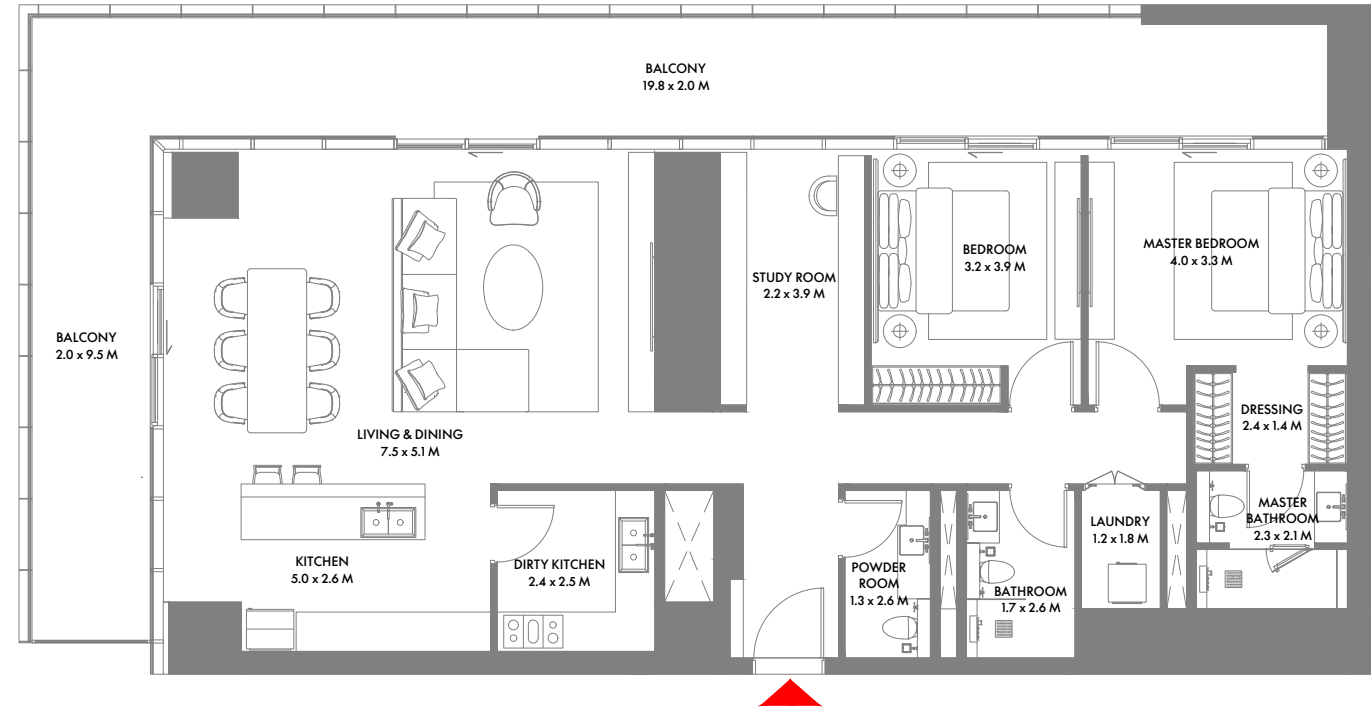 BALCONY
19.8 x 2.0 M
BALCONY
2.0 x 9.5 M
LIVING & DINING
7.5 x 5.1 M
STUDY ROOM
2.2 x 3.9 M
BEDROOM
3.2 x 3.9 M
MASTER BEDROOM
4.0 x 3.3 M
DRESSING
2.4 x 1.4 M
KITCHEN
5.0 x 2.6 M
DIRTY KITCHEN
2.4 x 2.5 M
POWDER
ROOM
1.3 x 2.6 M
BATHROOM
1.7 x 2.6 M
LAUNDRY
1.2 x 1.8 M
MASTER
BATHROOM
2.3 x 2.1 M